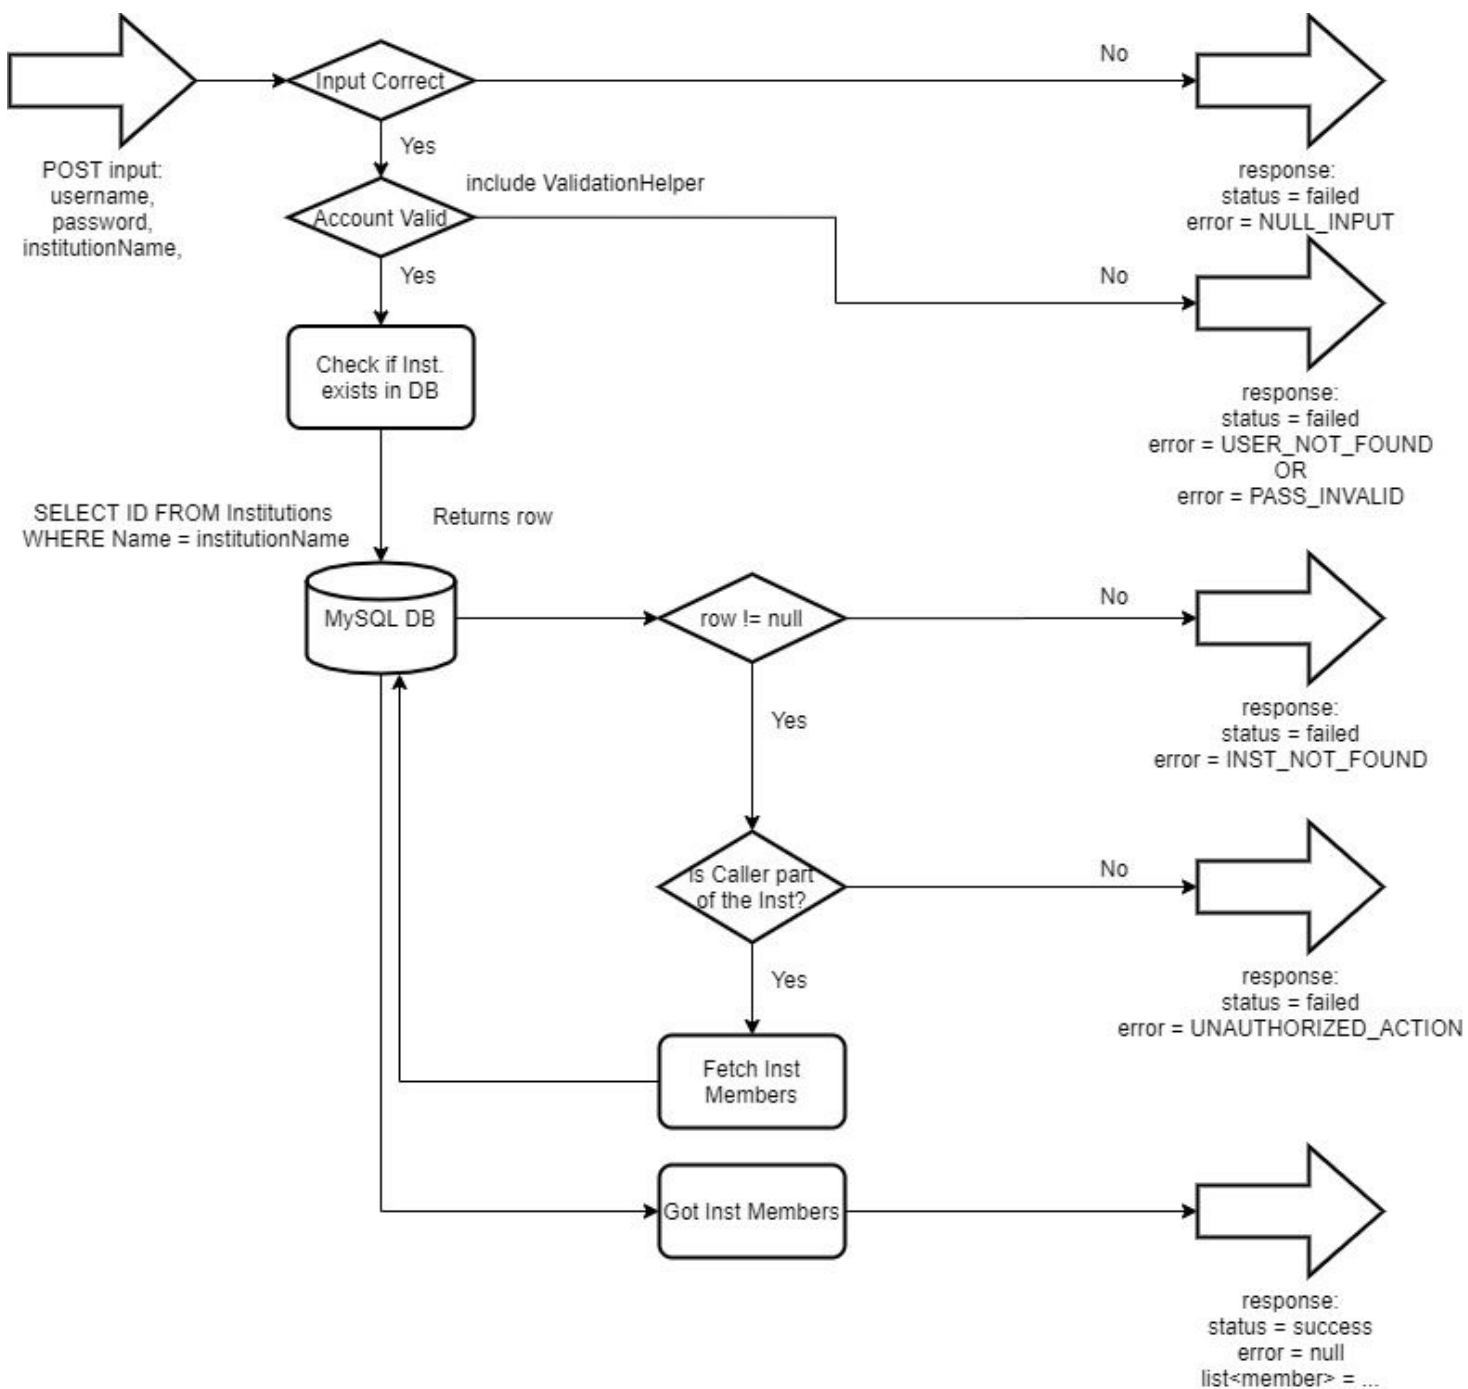 Input Correct
No
POST input:
username,
password,
institutionName,
Yes
response:
status = failed
error = NULL_INPUT
include ValidationHelper
Account Valid
Yes
No
Check if Inst.
exists in DB
response:
status = failed
error = USER_NOT_FOUND
OR
error = PASS_INVALID
SELECT ID FROM Institutions
WHERE Name = institutionName
Returns row
MySQL DB
row != null
No
Yes
response:
status = failed
error = INST_NOT_FOUND
Is Caller part
of the Inst?
No
Yes
response:
status = failed
error = UNAUTHORIZED_ACTION
Fetch Inst
Members
Got Inst Members
response:
status = success
error = null
list<member> = ...